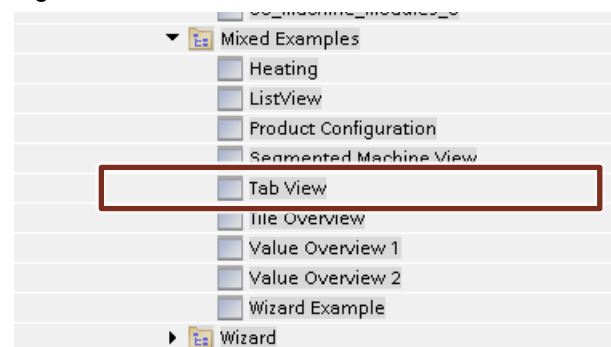 Mixed Examples
Heating
ListView
Product Configuration
Segmented Machine View
Tab View
Tile Overview
Value Overview 1
Value Overview 2
Wizard Example
Wizard